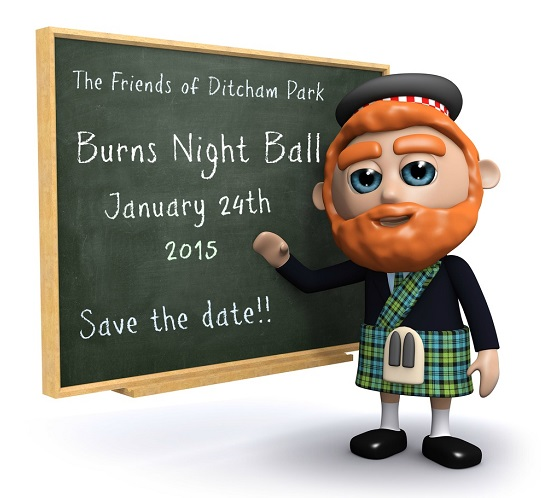 The Friends of Ditcham Park
Burns Night Ball
January 24th
2015
Save the date!!